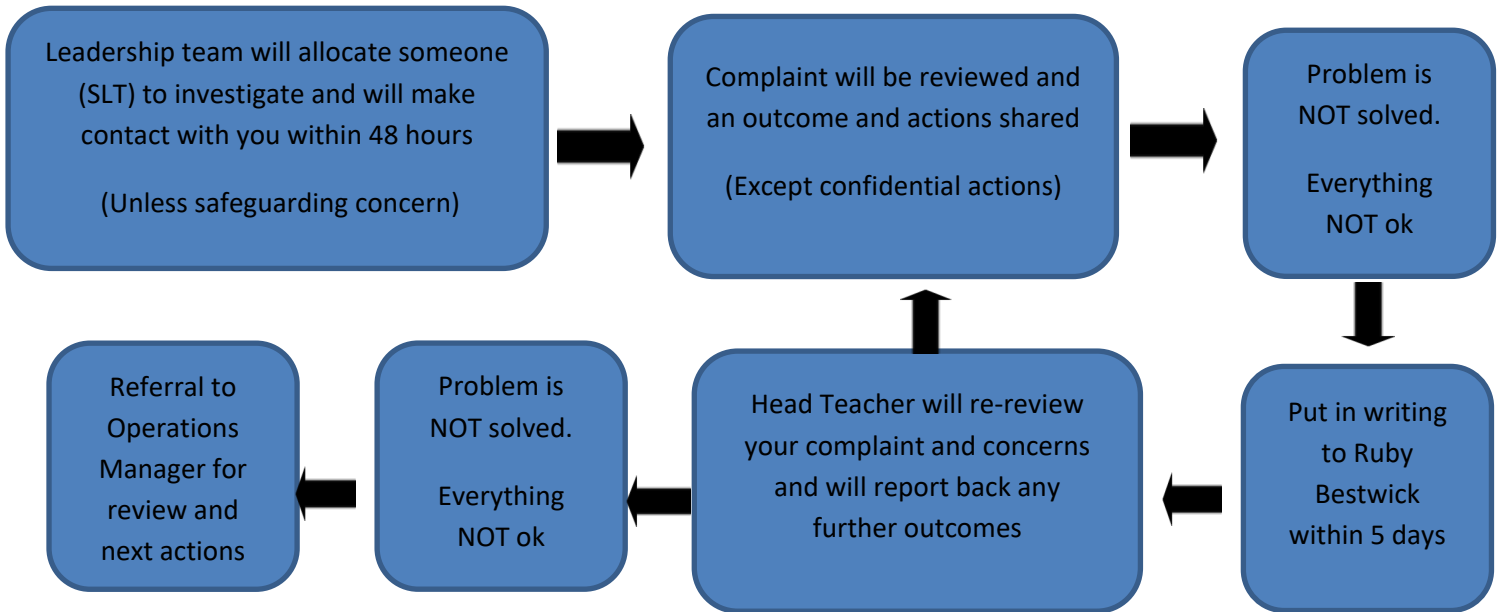 Leadership team will allocate someone
(SLT) to investigate and will make
contact with you within 48 hours
(Unless safeguarding concern)
Complaint will be reviewed and
an outcome and actions shared
(Except confidential actions)
Problem is
NOT solved.
Everything
NOT ok
Put in writing
to Ruby
Bestwick
within 5 days
Head Teacher will re-review
your complaint and concerns
and will report back any
further outcomes
Problem is
NOT solved.
Everything
NOT ok
Referral to
Operations
Manager for
review and
next actions